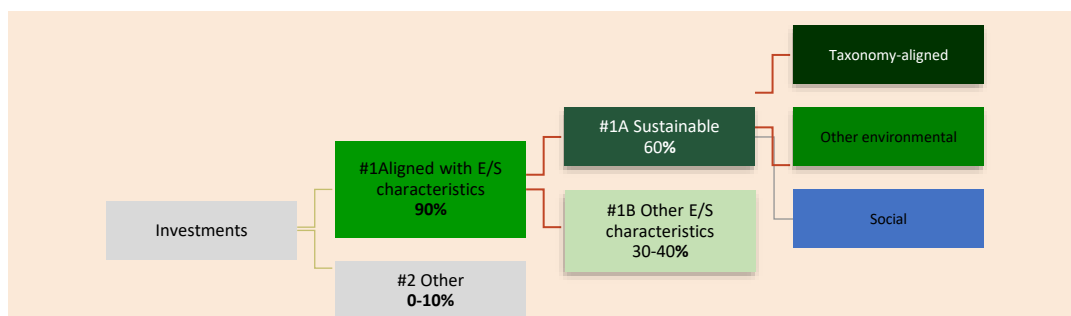 Investments
#1Aligned with E/S
characteristics
90%
#2 Other
0-10%
#1A Sustainable
60%
#1B Other E/S
characteristics
30-40%
Taxonomy-aligned
Other environmental
Social